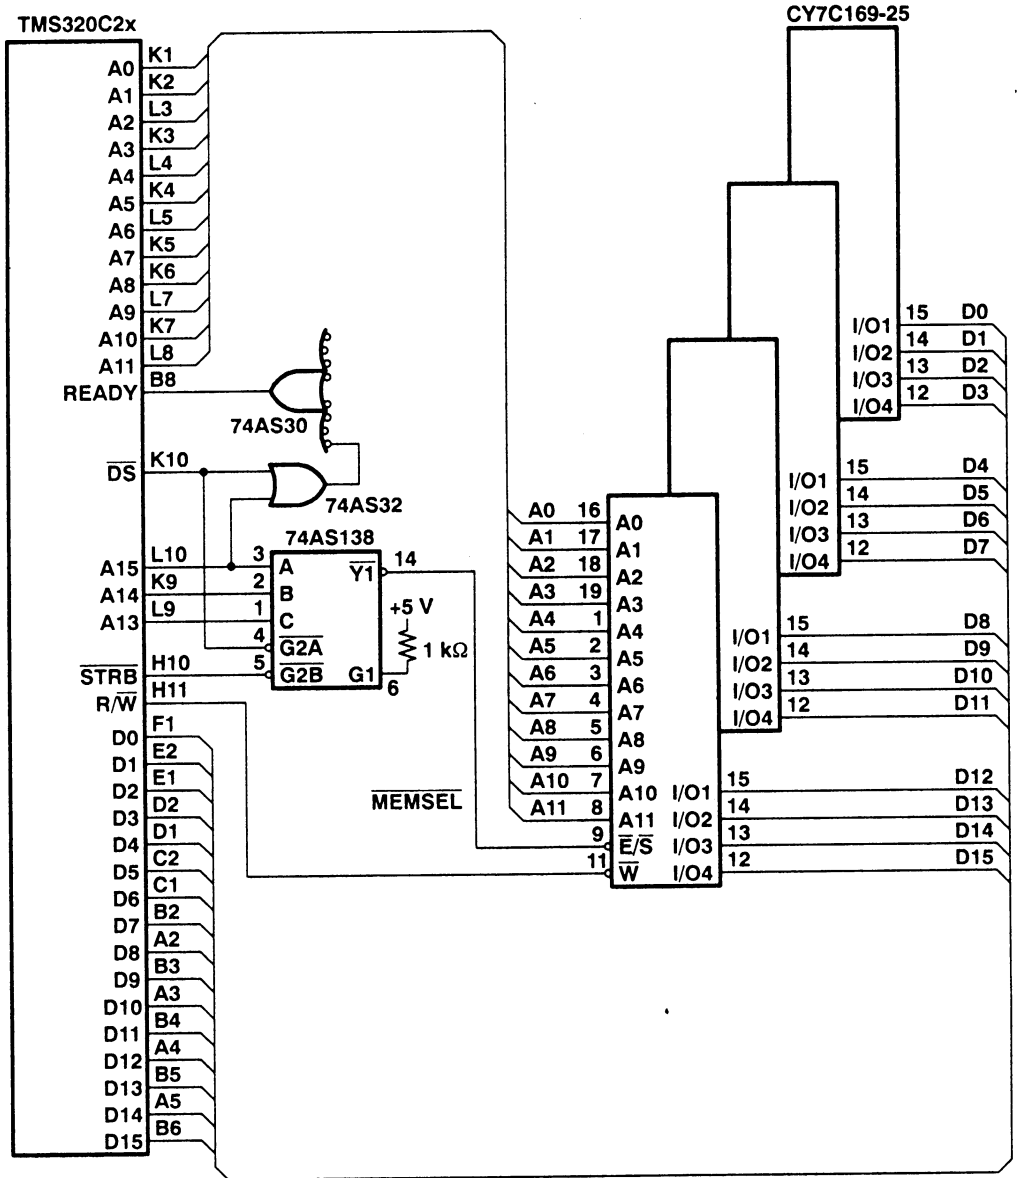 TMS320C2x
CY7C169-25
A0 K1
A1 K2
A2 L3
A3 K3
A4 L4
A5 K4
A6 L5
A7 K5
A8 K6
A9 L7
A10 K7
A11 L8
READY B8
74AS30
D̅S̅ K10
74AS32
74AS138
A15 L10 3 A Y̅1̅ 14
A14 K9 2 B
A13 L9 1 C
4 G̅2̅A̅
S̅T̅R̅B̅ H10 5 G̅2̅B̅ G1 6
+5 V
1 kΩ
R/W̅ H11
M̅E̅M̅S̅E̅L̅
D0 F1
D1 E2
D2 E1
D3 D2
D4 D1
D5 C2
D6 C1
D7 B2
D8 A2
D9 B3
D10 A3
D11 B4
D12 A4
D13 B5
D14 A5
D15 B6
A0 16 A0
A1 17 A1
A2 18 A2
A3 19 A3
A4 1 A4
A5 2 A5
A6 3 A6
A7 4 A7
A8 5 A8
A9 6 A9
A10 7 A10
A11 8 A11
9 E̅/S̅
11 W̅
I/O1 15 D0
I/O2 14 D1
I/O3 13 D2
I/O4 12 D3
I/O1 15 D4
I/O2 14 D5
I/O3 13 D6
I/O4 12 D7
I/O1 15 D8
I/O2 14 D9
I/O3 13 D10
I/O4 12 D11
I/O1 15 D12
I/O2 14 D13
I/O3 13 D14
I/O4 12 D15